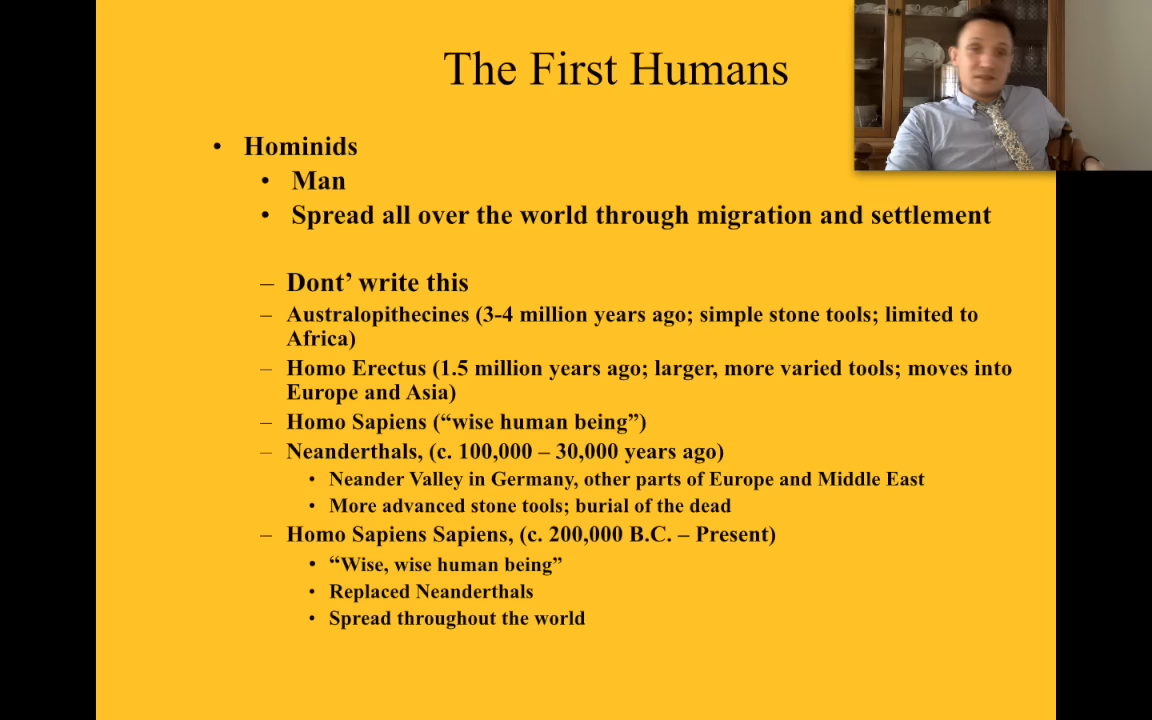 The First Humans
• Hominids
• Man
• Spread all over the world through migration and settlement
– Dont’ write this
– Australopithecines (3-4 million years ago; simple stone tools; limited to
Africa)
– Homo Erectus (1.5 million years ago; larger, more varied tools; moves into
Europe and Asia)
– Homo Sapiens (“wise human being”)
– Neanderthals, (c. 100,000 – 30,000 years ago)
• Neander Valley in Germany, other parts of Europe and Middle East
• More advanced stone tools; burial of the dead
– Homo Sapiens Sapiens, (c. 200,000 B.C. – Present)
• “Wise, wise human being”
• Replaced Neanderthals
• Spread throughout the world